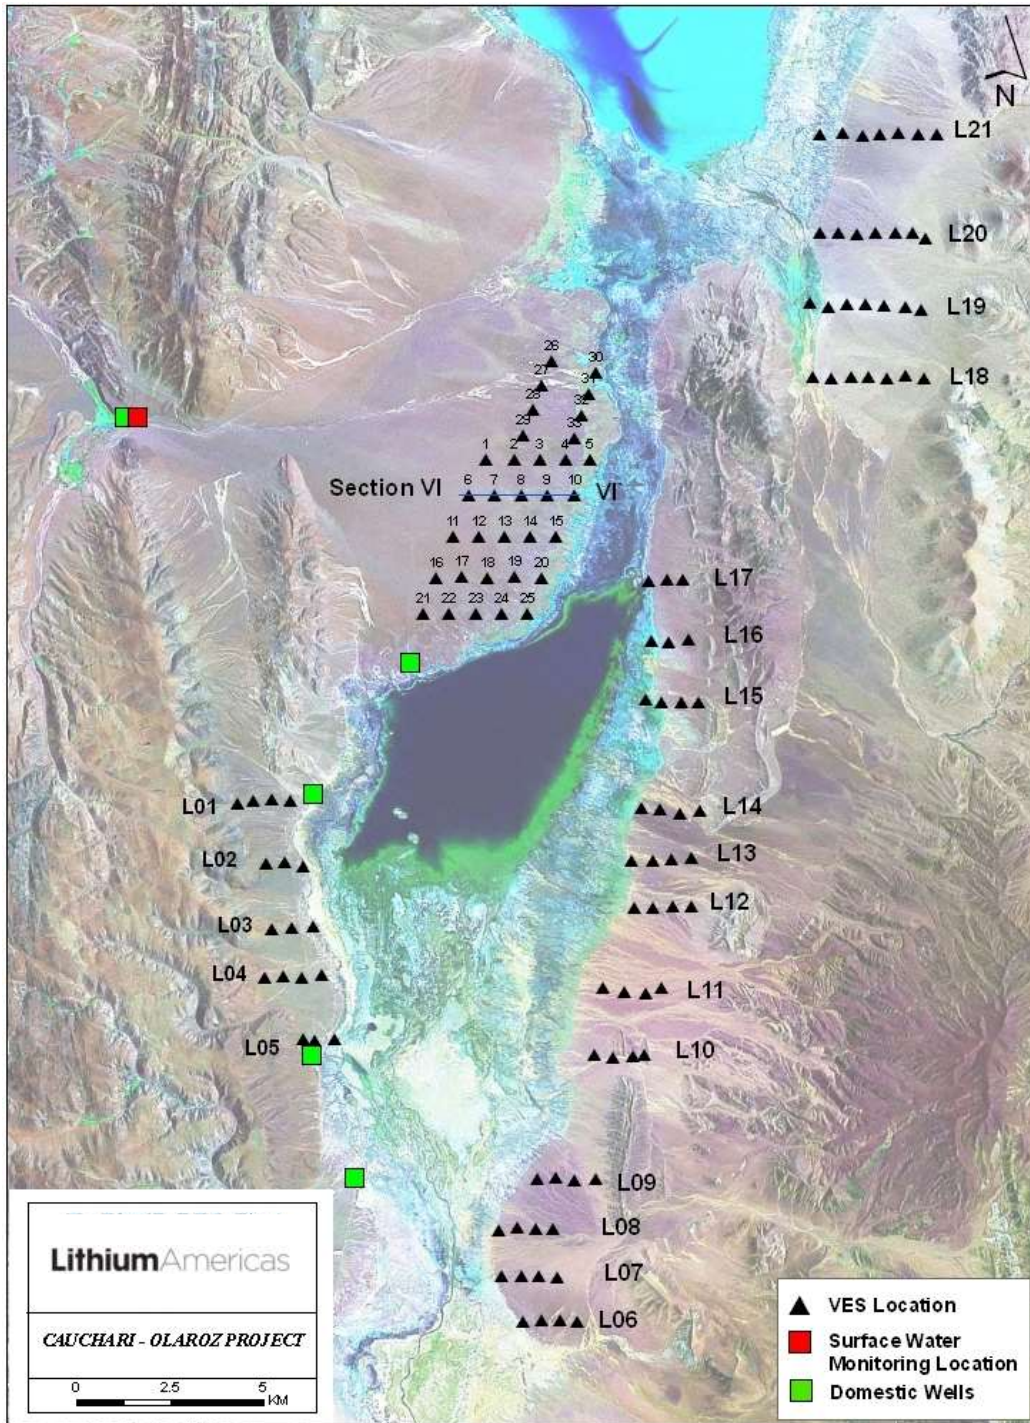 N
L21
L20
L19
L18
26
30
27
31
28
32
29
33
1 2 3 4 5
Section VI 6 7 8 9 10 VI'
11 12 13 14 15
16 17 18 19 20
21 22 23 24 25
L17
L16
L15
L01
L14
L02
L13
L12
L03
L04
L11
L05
L10
L09
L08
L07
L06
LithiumAmericas
CAUCHARI - OLAROZ PROJECT
0 2.5 5
KM
VES Location
Surface Water
Monitoring Location
Domestic Wells